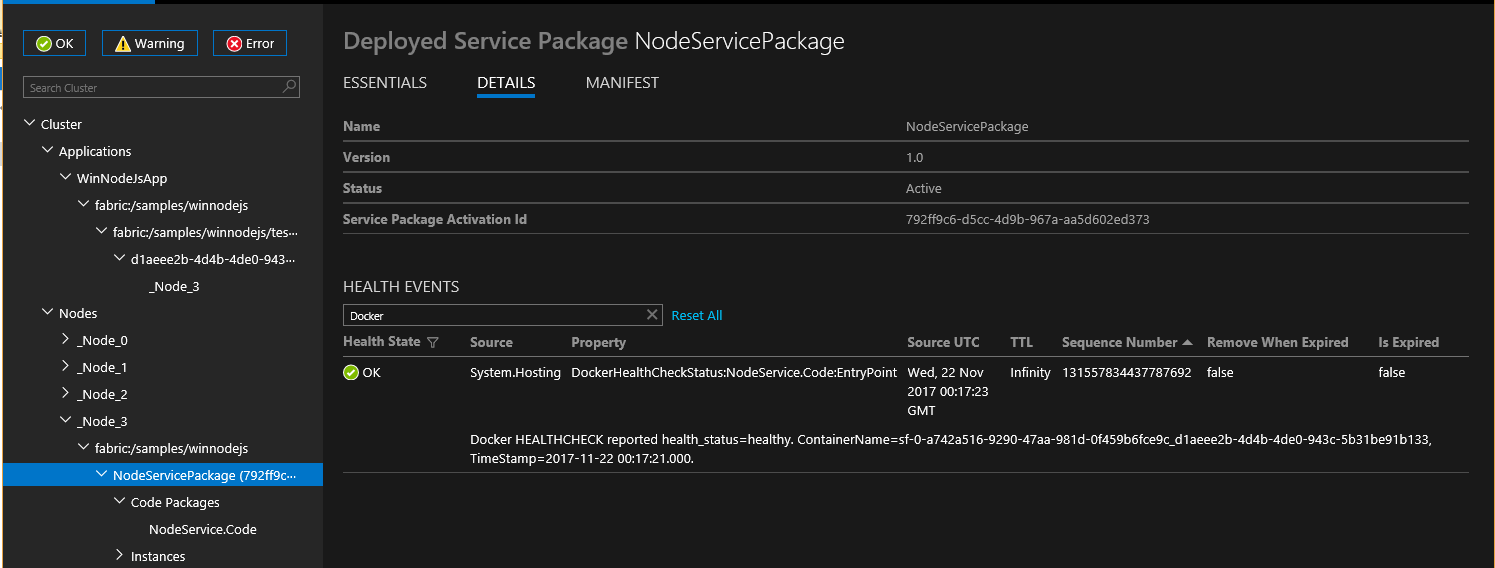 OK Warning Error
Search Cluster
Cluster
Applications
WinNodeJsApp
fabric:/samples/winnodejs
fabric:/samples/winnodejs/tes...
d1aeee2b-4d4b-4de0-943...
_Node_3
Nodes
_Node_0
_Node_1
_Node_2
_Node_3
fabric:/samples/winnodejs
NodeServicePackage (792ff9c...
Code Packages
NodeService.Code
Instances
Deployed Service Package NodeServicePackage
ESSENTIALS DETAILS MANIFEST
Name NodeServicePackage
Version 1.0
Status Active
Service Package Activation Id 792ff9c6-d5cc-4d9b-967a-aa5d602ed373
HEALTH EVENTS
Docker Reset All
Health State Source Property Source UTC TTL Sequence Number Remove When Expired Is Expired
OK System.Hosting DockerHealthCheckStatus:NodeService.Code:EntryPoint Wed, 22 Nov Infinity 131557834437787692 false false
2017 00:17:23
GMT
Docker HEALTHCHECK reported health_status=healthy. ContainerName=sf-0-a742a516-9290-47aa-981d-0f459b6fce9c_d1aeee2b-4d4b-4de0-943c-5b31be91b133,
TimeStamp=2017-11-22 00:17:21.000.